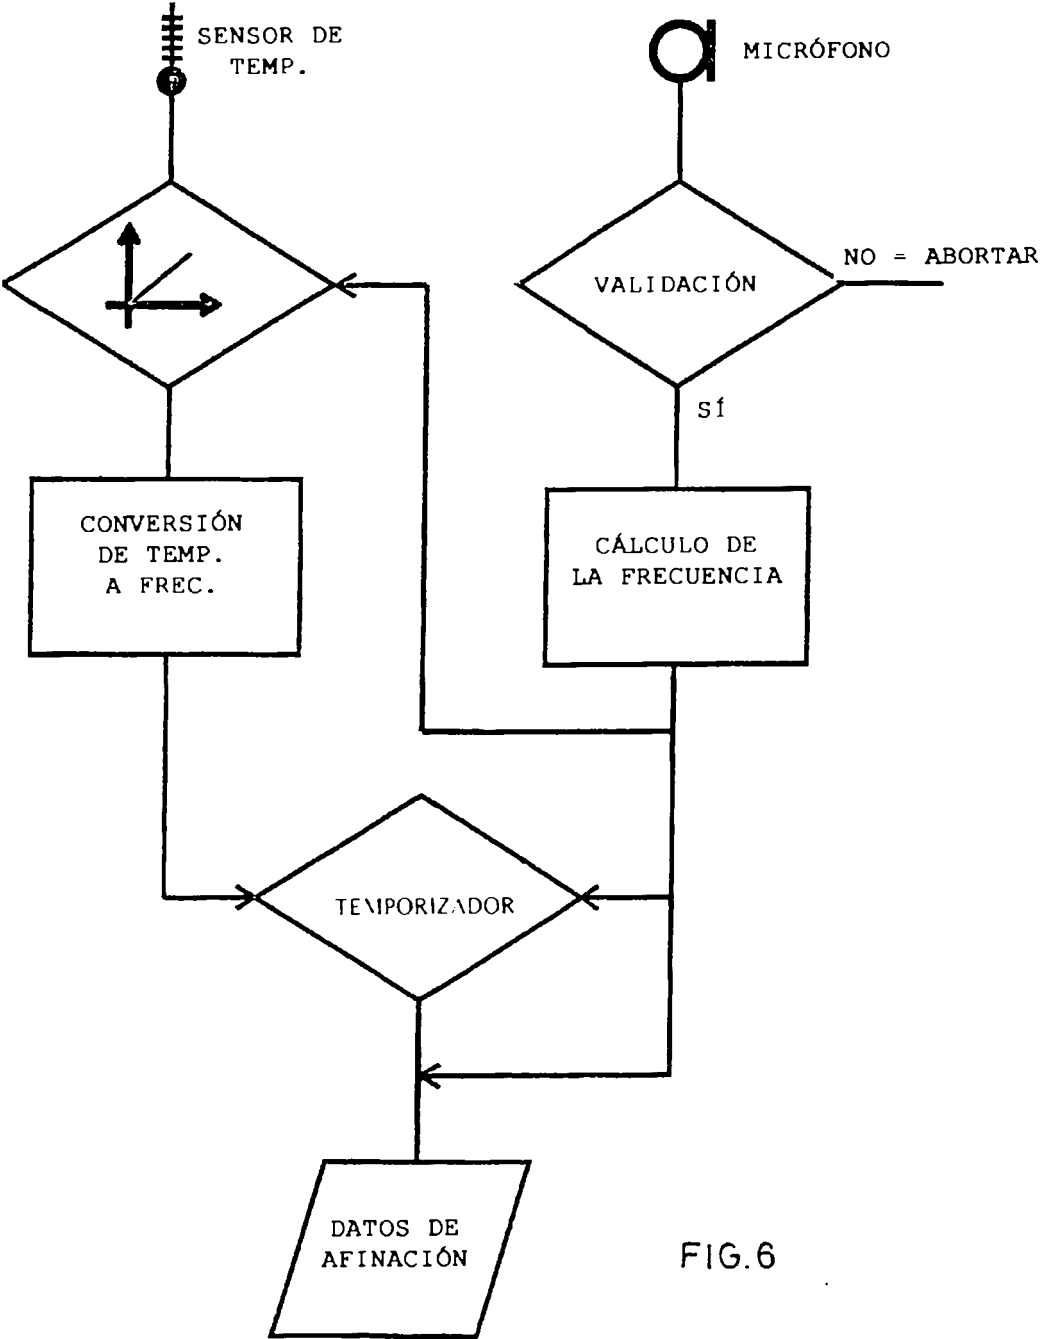 SENSOR DE
TEMP.
MICRÓFONO
NO = ABORTAR
VALIDACIÓN
SÍ
CONVERSIÓN
DE TEMP.
A FREC.
CÁLCULO DE
LA FRECUENCIA
TEMPORIZADOR
DATOS DE
AFINACIÓN
FIG.6